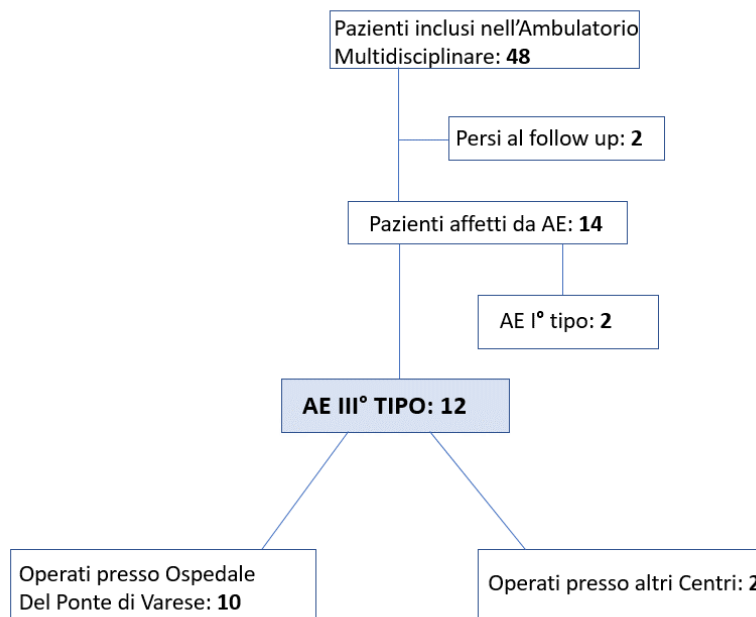 Pazienti inclusi nell'Ambulatorio
Multidisciplinare: 48
Persi al follow up: 2
Pazienti affetti da AE: 14
AE I° tipo: 2
AE III° TIPO: 12
Operati presso Ospedale
Del Ponte di Varese: 10
Operati presso altri Centri: 2